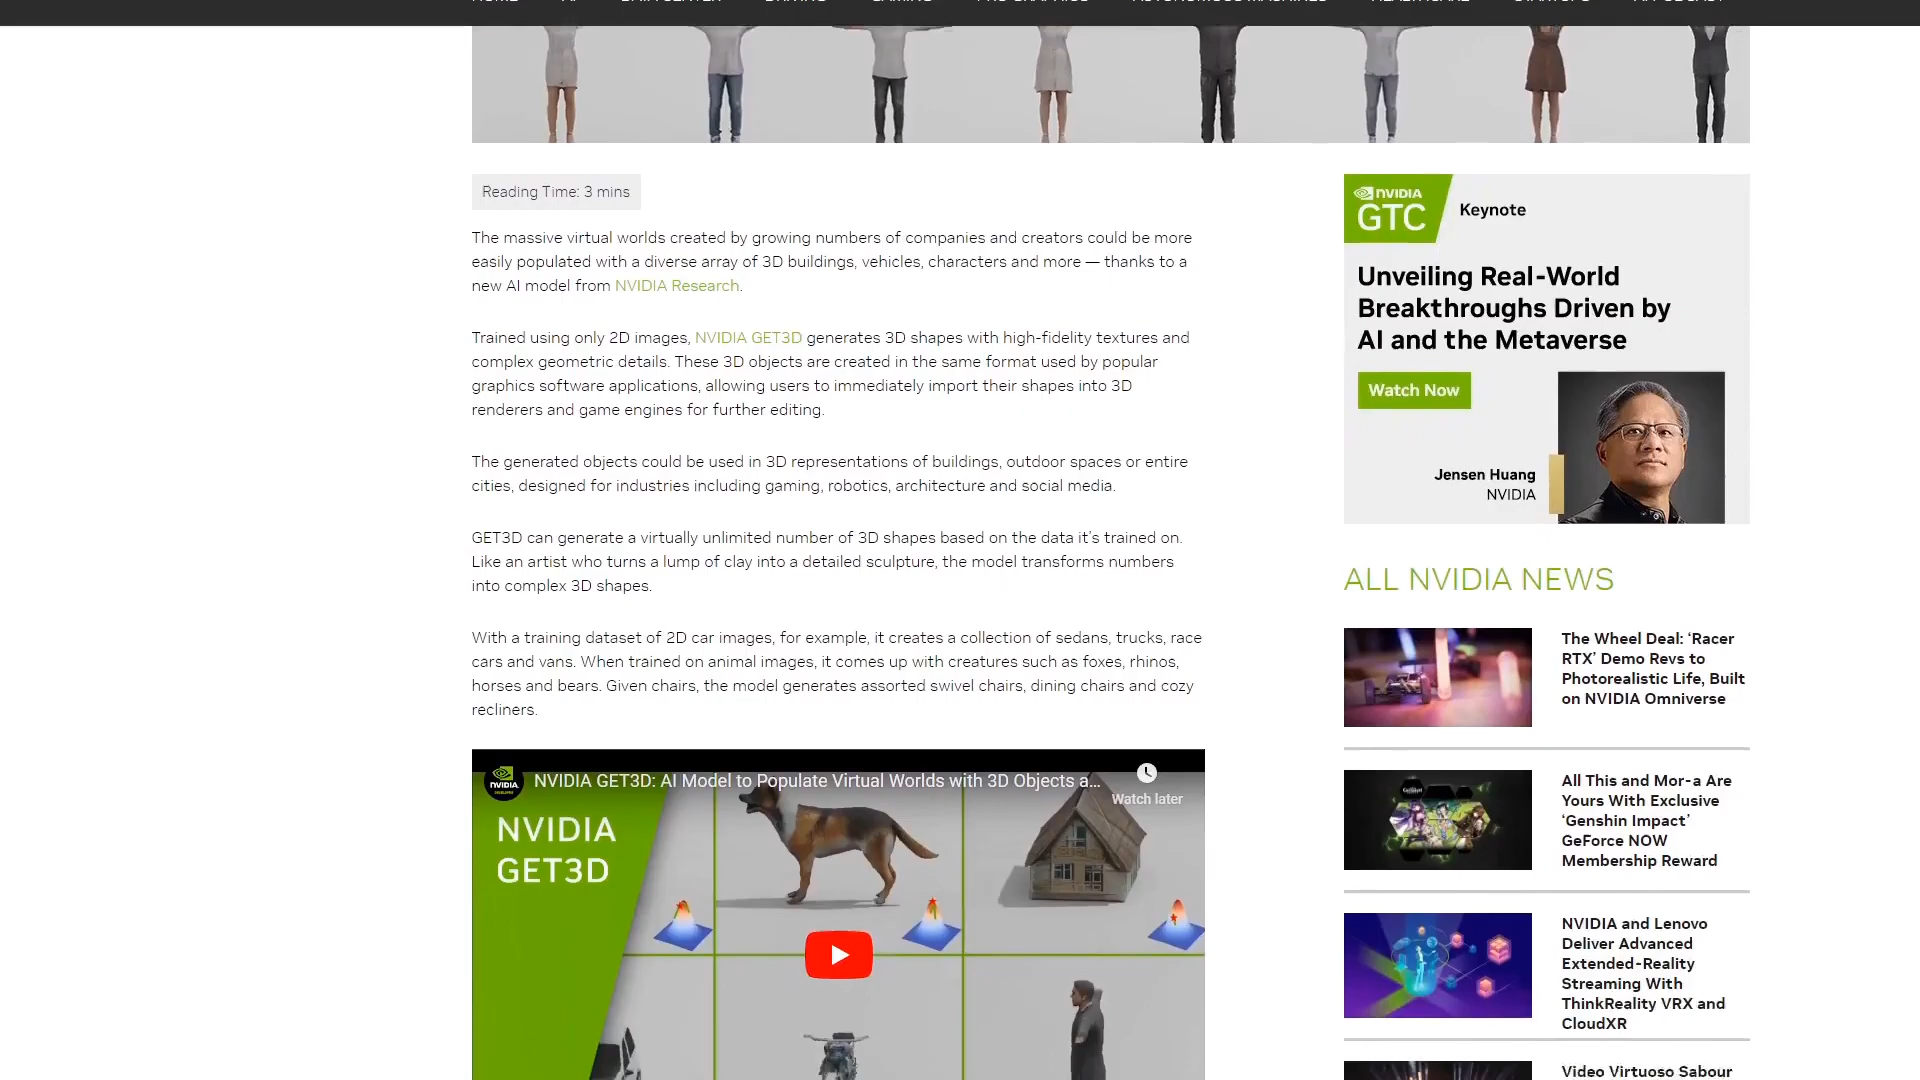 HOME AI DATA CENTER DRIVING GAMING PRO GRAPHICS AUTONOMOUS MACHINES HEALTHCARE STARTUPS AI PODCAST
Reading Time: 3 mins
The massive virtual worlds created by growing numbers of companies and creators could be more
easily populated with a diverse array of 3D buildings, vehicles, characters and more — thanks to a
new AI model from NVIDIA Research.
Trained using only 2D images, NVIDIA GET3D generates 3D shapes with high-fidelity textures and
complex geometric details. These 3D objects are created in the same format used by popular
graphics software applications, allowing users to immediately import their shapes into 3D
renderers and game engines for further editing.
The generated objects could be used in 3D representations of buildings, outdoor spaces or entire
cities, designed for industries including gaming, robotics, architecture and social media.
GET3D can generate a virtually unlimited number of 3D shapes based on the data it’s trained on.
Like an artist who turns a lump of clay into a detailed sculpture, the model transforms numbers
into complex 3D shapes.
With a training dataset of 2D car images, for example, it creates a collection of sedans, trucks, race
cars and vans. When trained on animal images, it comes up with creatures such as foxes, rhinos,
horses and bears. Given chairs, the model generates assorted swivel chairs, dining chairs and cozy
recliners.
NVIDIA GET3D: AI Model to Populate Virtual Worlds with 3D Objects a...
Watch later
NVIDIA
GET3D
NVIDIA
GTC
Keynote
Unveiling Real-World
Breakthroughs Driven by
AI and the Metaverse
Watch Now
Jensen Huang
NVIDIA
ALL NVIDIA NEWS
The Wheel Deal: ‘Racer
RTX’ Demo Revs to
Photorealistic Life, Built
on NVIDIA Omniverse
All This and Mor-a Are
Yours With Exclusive
‘Genshin Impact’
GeForce NOW
Membership Reward
NVIDIA and Lenovo
Deliver Advanced
Extended-Reality
Streaming With
ThinkReality VRX and
CloudXR
Video Virtuoso Sabour